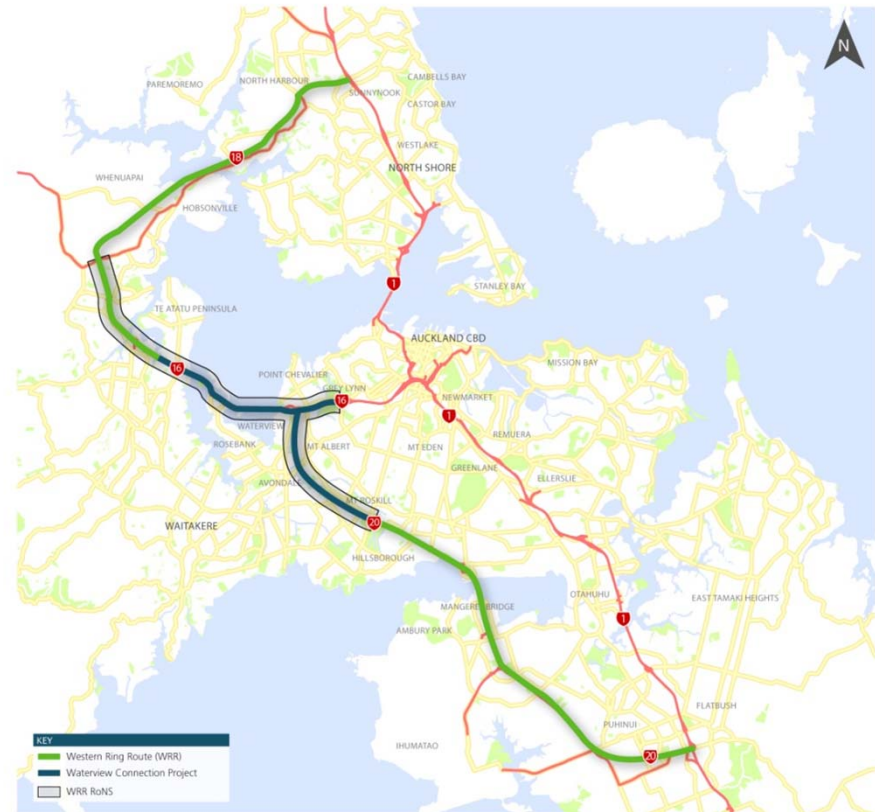 N
CAMBELLS BAY
NORTH HARBOUR
PAREMOREMO
SUNNYNOOK
CASTOR BAY
WESTLAKE
18
NORTH SHORE
WHENUAPAI
HOBSONVILLE
1
STANLEY BAY
TE ATATU PENINSULA
AUCKLAND CBD
MISSION BAY
16
POINT CHEVALIER
GREY LYNN
16
NEWMARKET
1
WATERVIEW
ROSEBANK
MT ALBERT
MT EDEN
REMUERA
GREENLANE
ELLERSLIE
AVONDALE
MT ROSKILL
WAITAKERE
20
HILLSBOROUGH
OTAHUHU
EAST TAMAKI HEIGHTS
MANGERE BRIDGE
1
AMBURY PARK
FLATBUSH
PUHINUI
IHUMATAO
20
KEY
Western Ring Route (WRR)
Waterview Connection Project
WRR RoNS